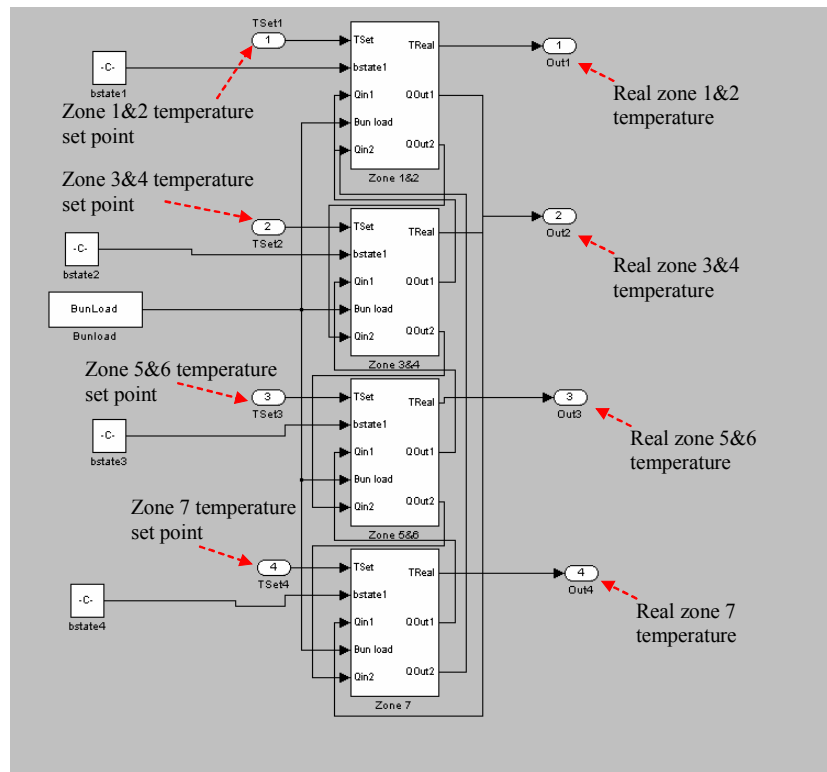 TSet1
1
-C-
bstate1
Zone 1&2 temperature
set point
TSet
bstate1
Qin1
Bun load
Qin2
TReal
QOut1
QOut2
Zone 1&2
1
Out1
Real zone 1&2
temperature
Zone 3&4 temperature
set point
2
TSet2
-C-
bstate2
TSet
bstate1
Qin1
Bun load
Qin2
TReal
QOut1
QOut2
Zone 3&4
2
Out2
Real zone 3&4
temperature
BunLoad
Bunload
Zone 5&6 temperature
set point
3
TSet3
-C-
bstate3
TSet
bstate1
Qin1
Bun load
Qin2
TReal
QOut1
QOut2
Zone 5&6
3
Out3
Real zone 5&6
temperature
Zone 7 temperature
set point
4
TSet4
-C-
bstate4
TSet
bstate1
Qin1
Bun load
Qin2
TReal
QOut1
QOut2
Zone 7
4
Out4
Real zone 7
temperature